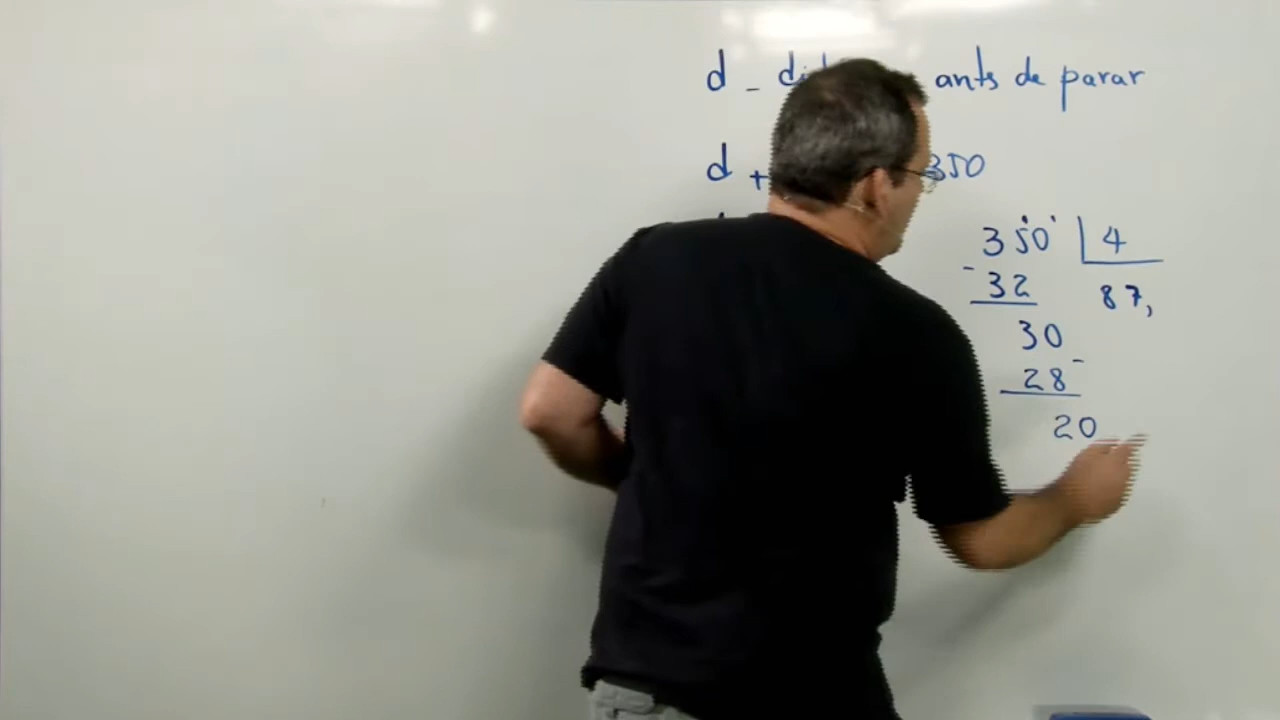 d - ants de parar
d + 350
350 4
- 32 87,
30
28 -
20